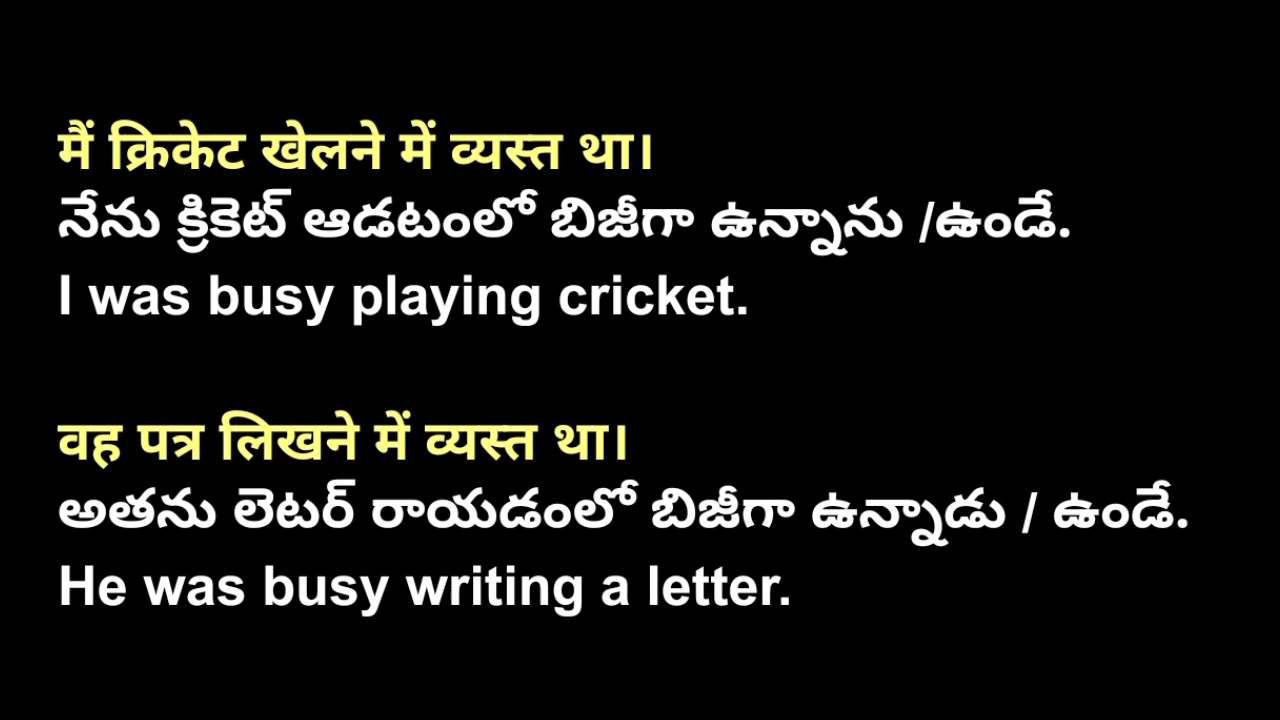 मैं क्रिकेट खेलने में व्यस्त था।
నేను క్రికెట్ ఆడటంలో బిజీగా ఉన్నాను /ఉండే.
I was busy playing cricket.
वह पत्र लिखने में व्यस्त था।
అతను లెటర్ రాయడంలో బిజీగా ఉన్నాడు / ఉండే.
He was busy writing a letter.